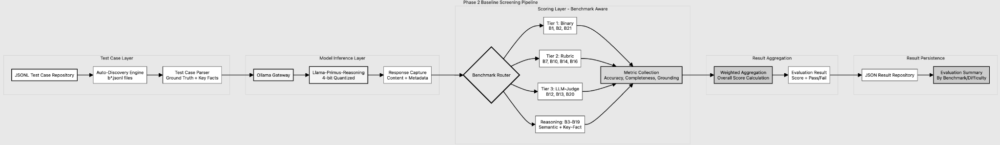 Phase 2 Baseline Screening Pipeline
Test Case Layer
JSONL Test Case Repository
Auto-Discovery Engine
b*.jsonl files
Test Case Parser
Ground Truth + Key Facts
Model Inference Layer
Ollama Gateway
Llama-Primus-Reasoning
4-bit Quantized
Response Capture
Content + Metadata
Scoring Layer - Benchmark Aware
Benchmark Router
Tier 1: Binary
B1, B2, B21
Tier 2: Rubric
B7, B10, B14, B16
Tier 3: LLM-Judge
B12, B13, B20
Reasoning: B3-B19
Semantic + Key-Fact
Metric Collection
Accuracy, Completeness, Grounding
Result Aggregation
Weighted Aggregation
Overall Score Calculation
Evaluation Result
Score + Pass/Fail
Result Persistence
JSON Result Repository
Evaluation Summary
By Benchmark/Difficulty